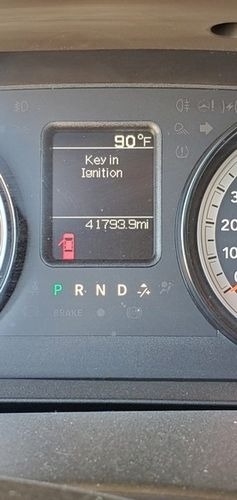 90°F
Key in
Ignition
41793.9mi
P R N D
BRAKE